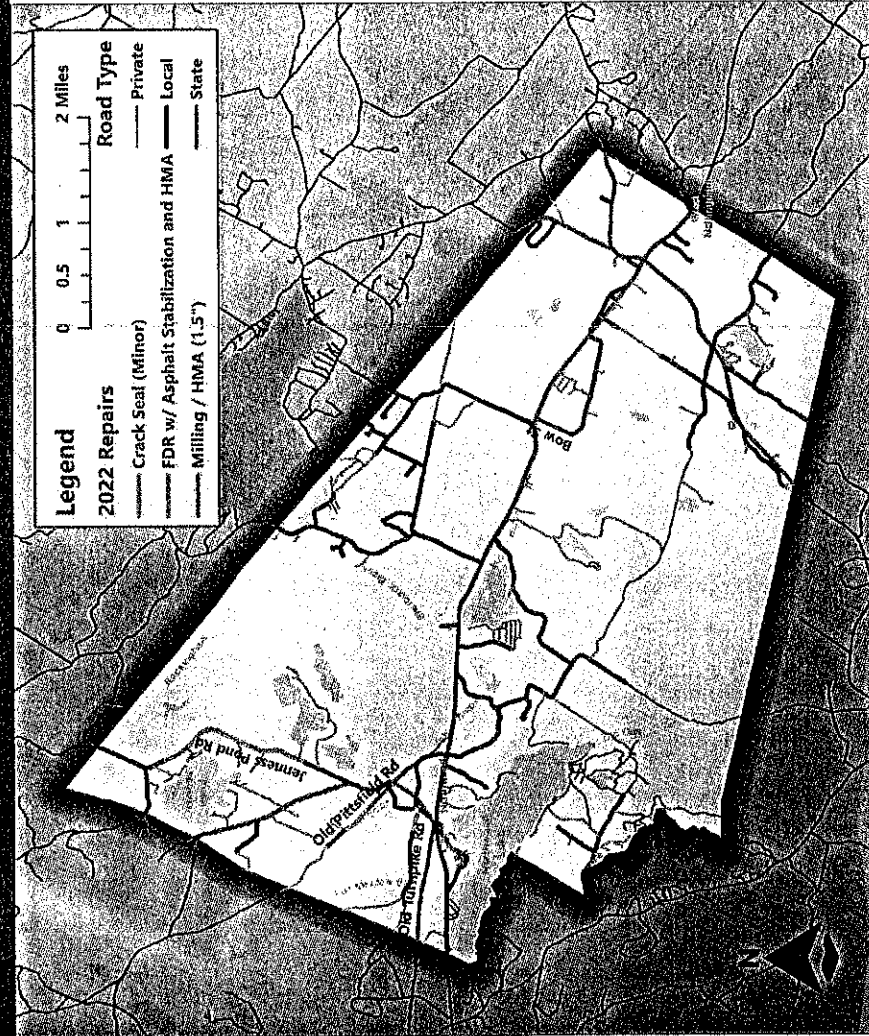 Legend
0 0.5 1 2 Miles
2022 Repairs
Crack Seal (Minor)
FDR w/ Asphalt Stabilization and HMA
Milling / HMA (1.5")
Road Type
Private
Local
State
Jenness Pond Rd
Old Pittsfield Rd
Old Turnpike Rd
Bow St
N